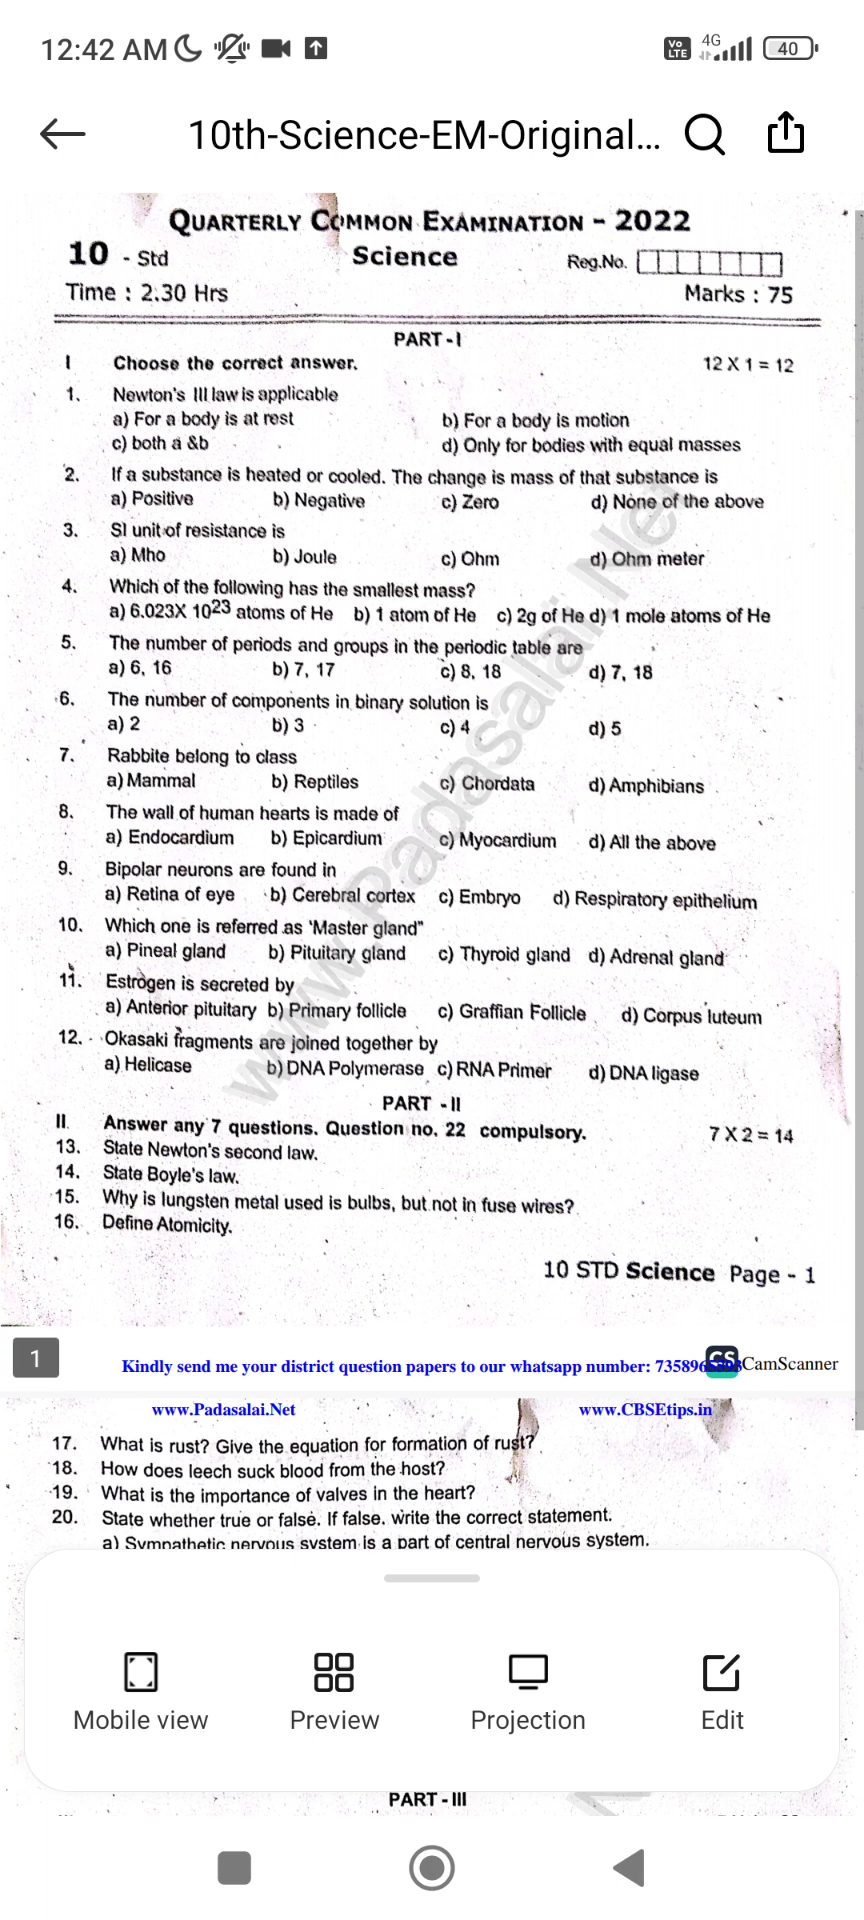 12:42 AM
Vo LTE 4G 40
10th-Science-EM-Original...
QUARTERLY COMMON EXAMINATION - 2022
10 - Std Science Reg.No.
Time : 2.30 Hrs Marks : 75
PART - I
I Choose the correct answer. 12 X 1 = 12
1. Newton's III law is applicable
a) For a body is at rest b) For a body is motion
c) both a &b d) Only for bodies with equal masses
2. If a substance is heated or cooled. The change is mass of that substance is
a) Positive b) Negative c) Zero d) None of the above
3. SI unit of resistance is
a) Mho b) Joule c) Ohm d) Ohm meter
4. Which of the following has the smallest mass?
a) 6.023X 10²³ atoms of He b) 1 atom of He c) 2g of He d) 1 mole atoms of He
5. The number of periods and groups in the periodic table are
a) 6, 16 b) 7, 17 c) 8, 18 d) 7, 18
6. The number of components in binary solution is
a) 2 b) 3 c) 4 d) 5
7. Rabbite belong to class
a) Mammal b) Reptiles c) Chordata d) Amphibians
8. The wall of human hearts is made of
a) Endocardium b) Epicardium c) Myocardium d) All the above
9. Bipolar neurons are found in
a) Retina of eye b) Cerebral cortex c) Embryo d) Respiratory epithelium
10. Which one is referred as 'Master gland"
a) Pineal gland b) Pituitary gland c) Thyroid gland d) Adrenal gland
11. Estrogen is secreted by
a) Anterior pituitary b) Primary follicle c) Graffian Follicle d) Corpus luteum
12. Okasaki fragments are joined together by
a) Helicase b) DNA Polymerase c) RNA Primer d) DNA ligase
www.Padasalai.Net
PART - II
II. Answer any 7 questions. Question no. 22 compulsory. 7 X 2 = 14
13. State Newton's second law.
14. State Boyle's law.
15. Why is lungsten metal used is bulbs, but not in fuse wires?
16. Define Atomicity.
10 STD Science Page - 1
1
Kindly send me your district question papers to our whatsapp number: CS CamScanner
www.Padasalai.Net www.CBSEtips.in
17. What is rust? Give the equation for formation of rust?
18. How does leech suck blood from the host?
19. What is the importance of valves in the heart?
20. State whether true or false. If false. write the correct statement.
a) Sympathetic nervous system is a part of central nervous system.
Mobile view Preview Projection Edit
PART - III